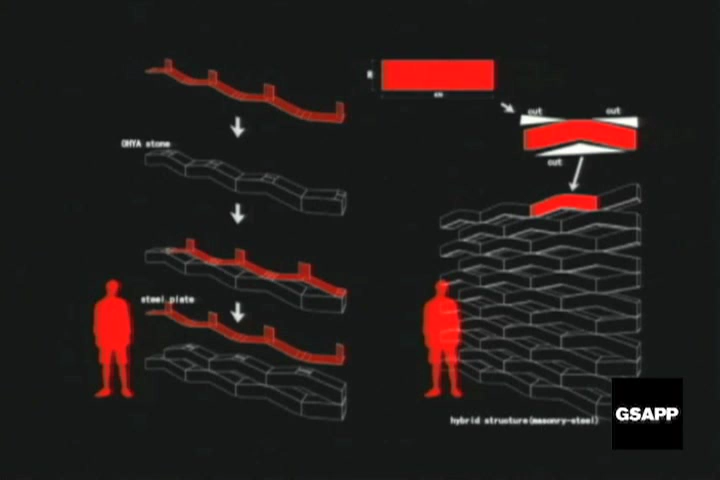 OHYA stone
steel plate
cut
cut
cut
hybrid structure(masonry-steel)
GSAPP